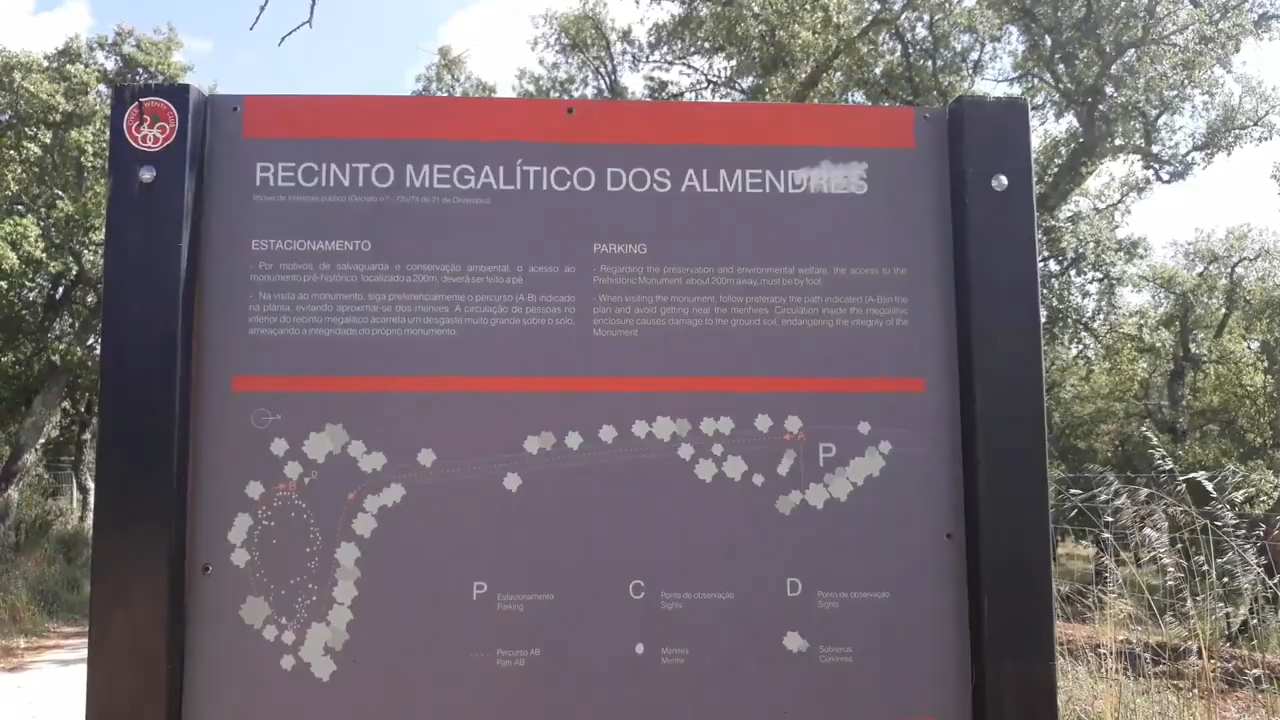 RECINTO MEGALÍTICO DOS ALMENDRES
Imóvel de interesse público (Decreto n.º - 735/74 de 21 de Dezembro)
ESTACIONAMENTO
- Por motivos de salvaguarda e conservação ambiental, o acesso ao
monumento pré-histórico, localizado a 200m, deverá ser feito a pé
- Na visita ao monumento, siga preferencialmente o percurso (A-B) indicado
na planta, evitando aproximar-se dos menires. A circulação de pessoas no
interior do recinto megalítico acarreta um desgaste muito grande sobre o solo,
ameaçando a integridade do próprio monumento.
PARKING
- Regarding the preservation and environmental welfare, the access to the
Prehistoric Monument, about 200m away, must be by foot.
- When visiting the monument, follow preferably the path indicated (A-B)in the
plan and avoid getting near the menhires. Circulation inside the megalithic
enclosure causes damage to the ground soil, endangering the integrity of the
Monument.
N
A
P
D
B
P Estacionamento
Parking
C Ponto de observação
Sights
D Ponto de observação
Sights
Percurso AB
Path AB
Menires
Sobreiros